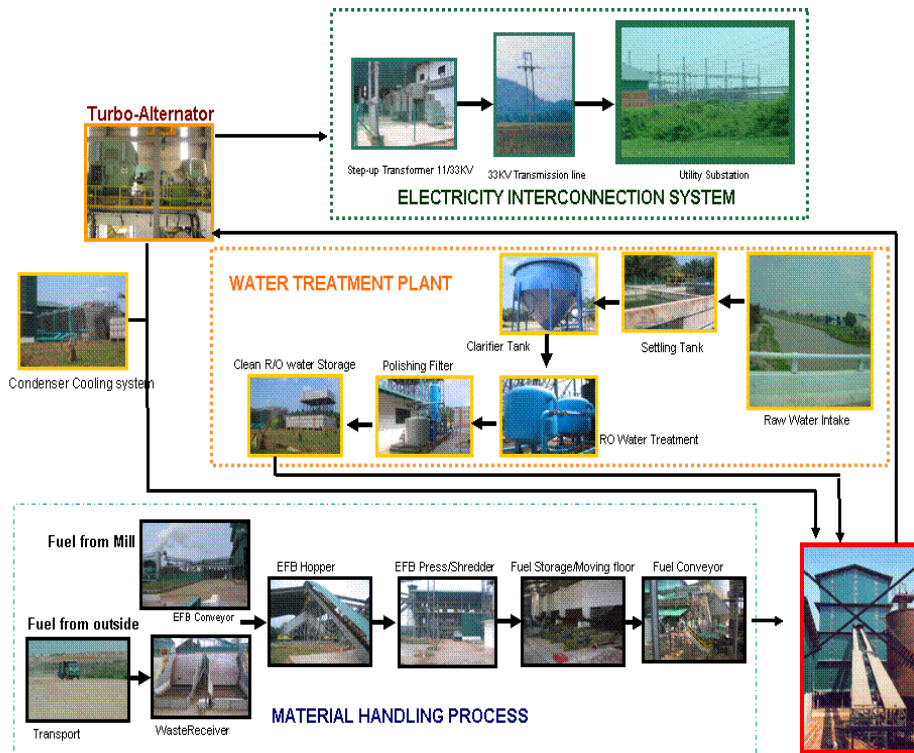 Turbo-Alternator
Step-up Transformer 11/33KV
33KV Transmission line
Utility Substation
ELECTRICITY INTERCONNECTION SYSTEM
WATER TREATMENT PLANT
Clarifier Tank
Settling Tank
Condenser Cooling system
Clean R/O water Storage
Polishing Filter
RO Water Treatment
Raw Water Intake
Fuel from Mill
EFB Hopper
EFB Press/Shredder
Fuel Storage/Moving floor
Fuel Conveyor
EFB Conveyor
Fuel from outside
Transport
WasteReceiver
MATERIAL HANDLING PROCESS